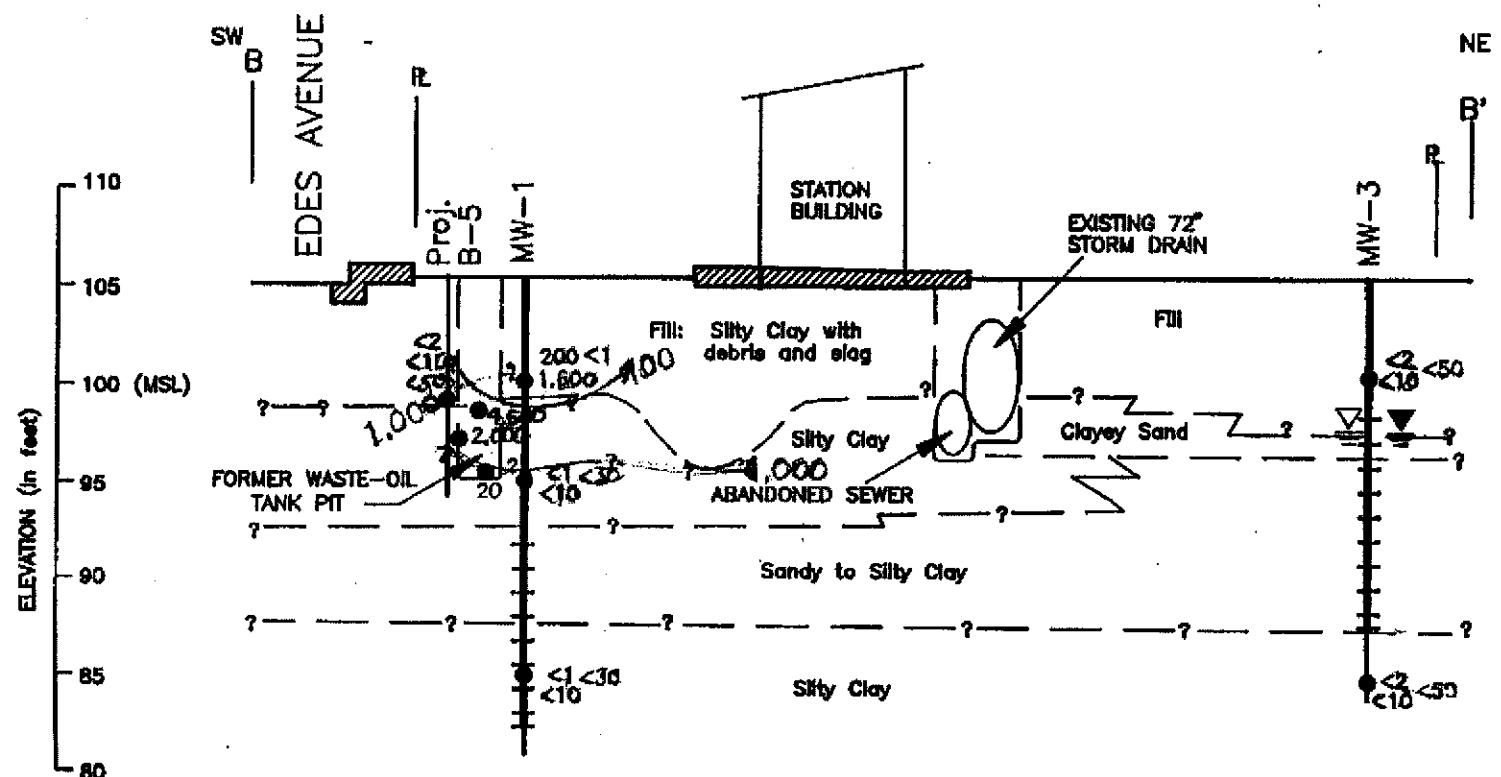 SW
NE
B
B'
EDES AVENUE
PL
PL
Proj.
B-5
MW-1
MW-3
STATION
BUILDING
EXISTING 72"
STORM DRAIN
ELEVATION (in feet)
110
105
100 (MSL)
95
90
85
80
Fill: Silty Clay with
debris and slag
Fill
<2
<10
<50
200 <1
1,600
100
<2
<10 <50
? ? ? ? ? ? ?
1,000
2,000
Silty Clay
Clayey Sand
FORMER WASTE-OIL
TANK PIT
20
<1 <30
<10
ABANDONED SEWER
? ? ?
Sandy to Silty Clay
? ? ? ? ? ?
<1 <30
<10
Silty Clay
<2
<10 <50